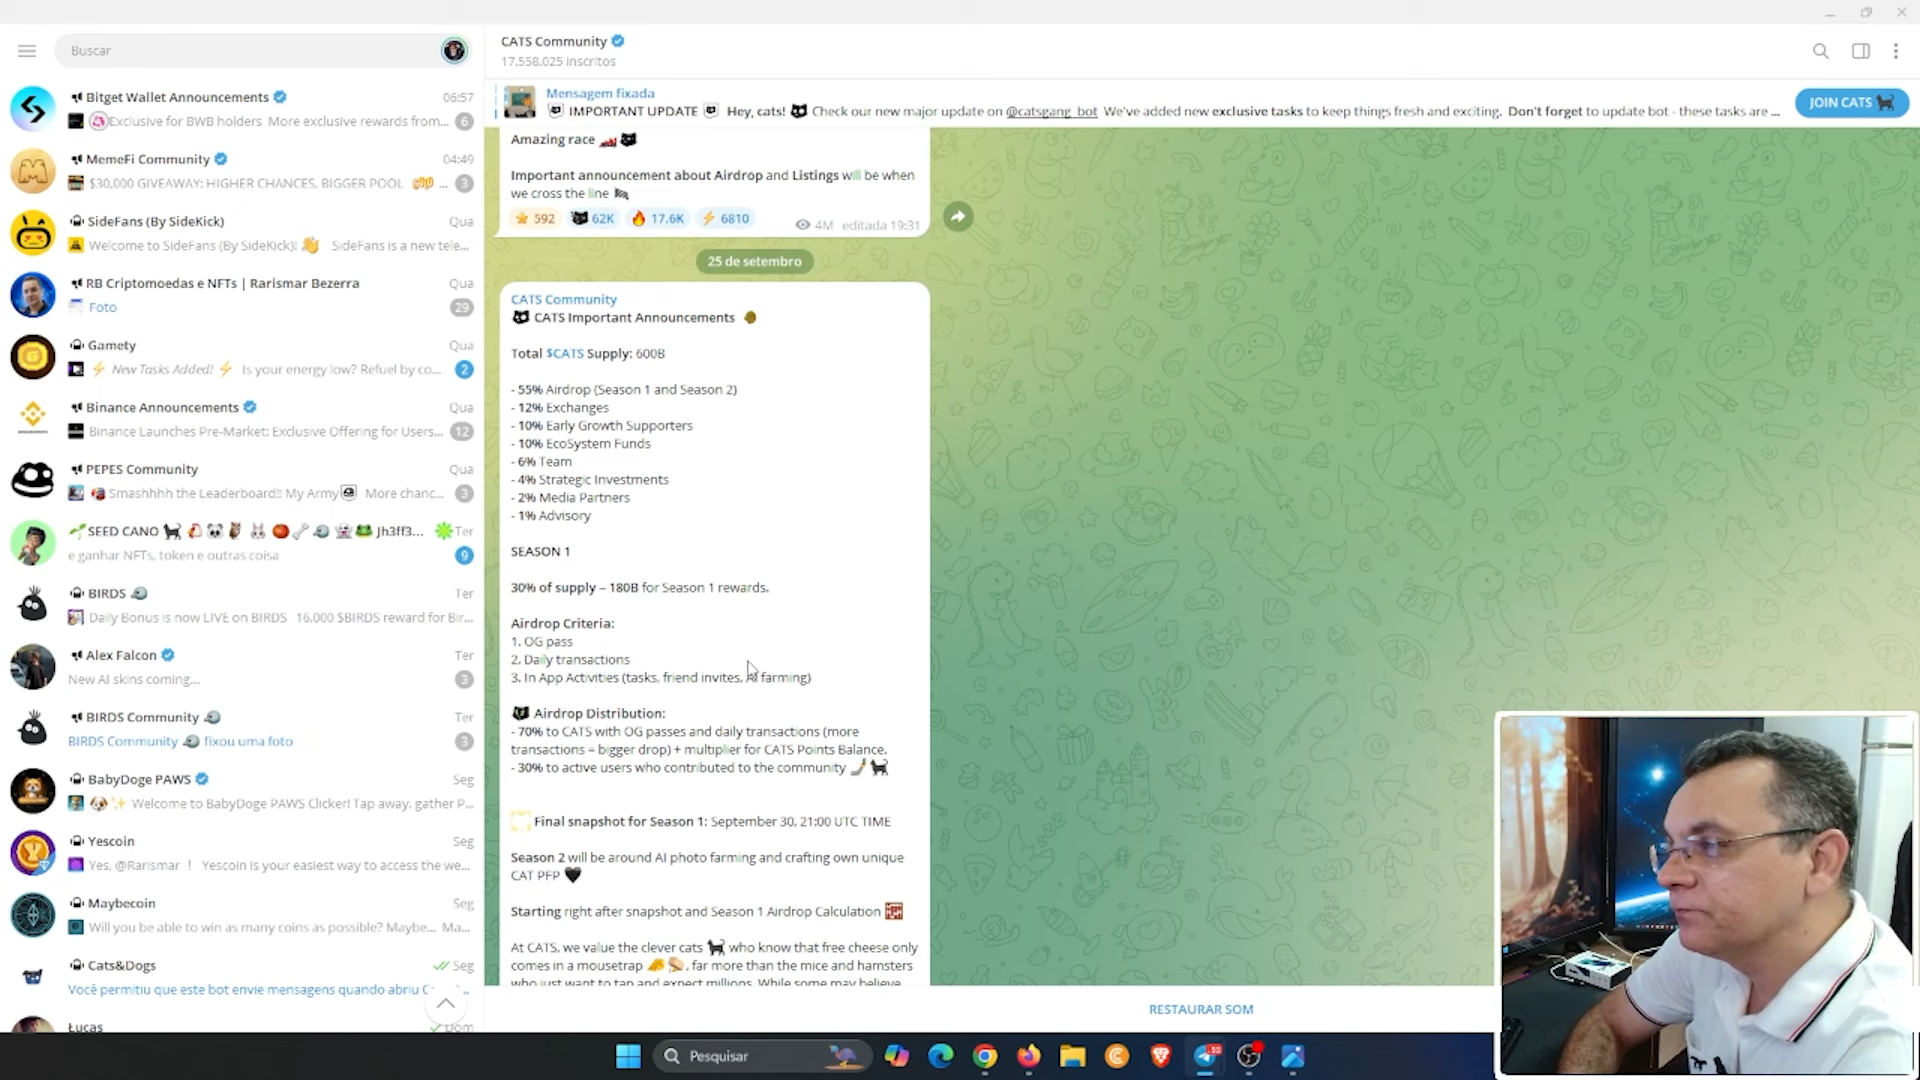 Buscar
Bitget Wallet Announcements 06:57
Exclusive for BWB holders More exclusive rewards from... 6
MemeFi Community 04:49
$30,000 GIVEAWAY: HIGHER CHANCES, BIGGER POOL ... 3
SideFans (By SideKick) Qua
Welcome to SideFans (By SideKick)! SideFans is a new tele...
RB Criptomoedas e NFTs | Rarismar Bezerra Qua
Foto 29
Gamety Qua
New Tasks Added! Is your energy low? Refuel by co... 2
Binance Announcements Qua
Binance Launches Pre-Market: Exclusive Offering for Users... 12
PEPES Community Qua
Smashhhh the Leaderboard!! My Army More chanc... 3
SEED CANO Jh3ff3... Ter
e ganhar NFTs, token e outras coisa 9
BIRDS Ter
Daily Bonus is now LIVE on BIRDS 16.000 $BIRDS reward for Bir...
Alex Falcon Ter
New AI skins coming... 3
BIRDS Community Ter
BIRDS Community fixou uma foto 3
BabyDoge PAWS Seg
Welcome to BabyDoge PAWS Clicker! Tap away, gather P...
Yescoin Seg
Yes, @Rarismar ! Yescoin is your easiest way to access the we...
Maybecoin Seg
Will you be able to win as many coins as possible? Maybe... Ma...
Cats&Dogs Seg
Você permitiu que este bot envie mensagens quando abriu
Łucas Dom
CATS Community
17.558.025 inscritos
Mensagem fixada
IMPORTANT UPDATE Hey, cats! Check our new major update on @catsgang_bot We've added new exclusive tasks to keep things fresh and exciting. Don't forget to update bot - these tasks are ...
JOIN CATS
Amazing race
Important announcement about Airdrop and Listings will be when
we cross the line
592 62K 17.6K 6810 4M editada 19:31
25 de setembro
CATS Community
CATS Important Announcements
Total $CATS Supply: 600B
- 55% Airdrop (Season 1 and Season 2)
- 12% Exchanges
- 10% Early Growth Supporters
- 10% EcoSystem Funds
- 6% Team
- 4% Strategic Investments
- 2% Media Partners
- 1% Advisory
SEASON 1
30% of supply – 180B for Season 1 rewards.
Airdrop Criteria:
1. OG pass
2. Daily transactions
3. In App Activities (tasks, friend invites, AI farming)
Airdrop Distribution:
- 70% to CATS with OG passes and daily transactions (more
transactions = bigger drop) + multiplier for CATS Points Balance.
- 30% to active users who contributed to the community
Final snapshot for Season 1: September 30, 21:00 UTC TIME
Season 2 will be around AI photo farming and crafting own unique
CAT PFP
Starting right after snapshot and Season 1 Airdrop Calculation
At CATS, we value the clever cats who know that free cheese only
comes in a mousetrap , far more than the mice and hamsters
who just want to tap and expect millions. While some may believe
RESTAURAR SOM
Pesquisar